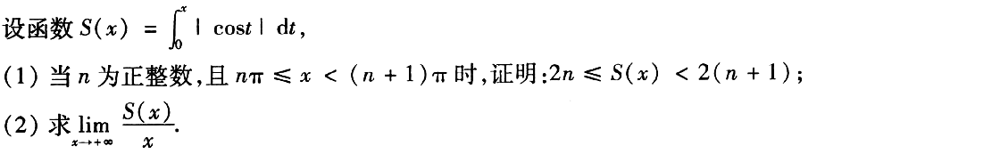 设函数 S(x) = ∫₀ˣ | cost | dt,
(1) 当 n 为正整数,且 nπ ≤ x < (n + 1)π 时,证明:2n ≤ S(x) < 2(n + 1);
(2) 求 lim_{x→+∞} S(x)/x.